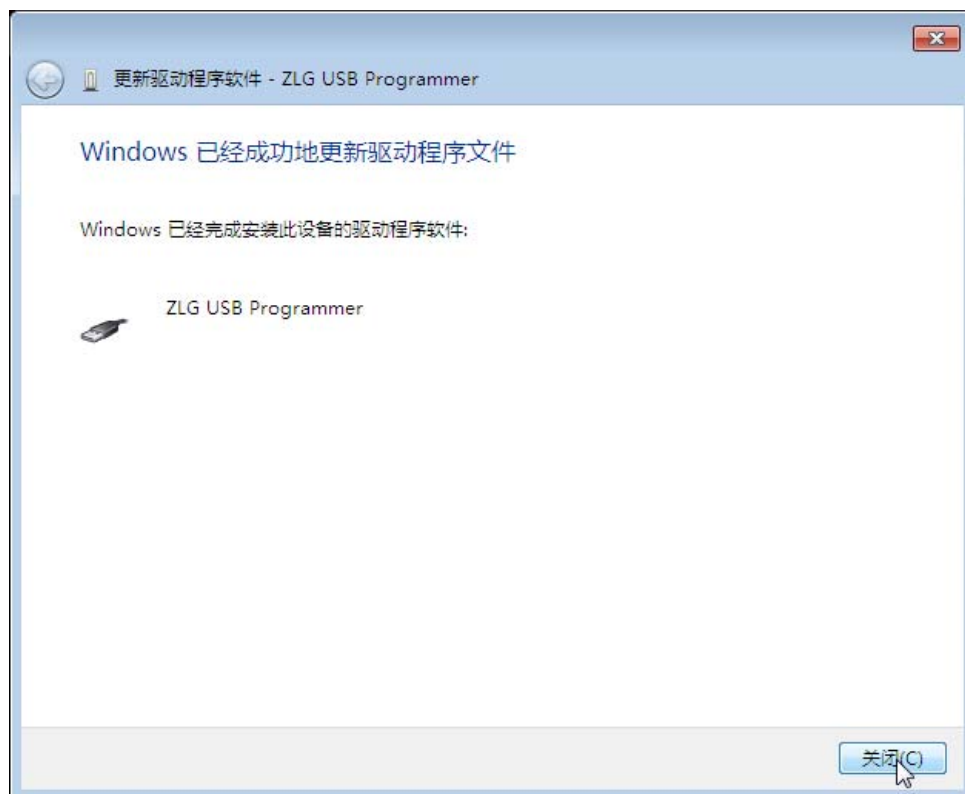 更新驱动程序软件 - ZLG USB Programmer
Windows 已经成功地更新驱动程序文件
Windows 已经完成安装此设备的驱动程序软件:
ZLG USB Programmer
关闭(C)